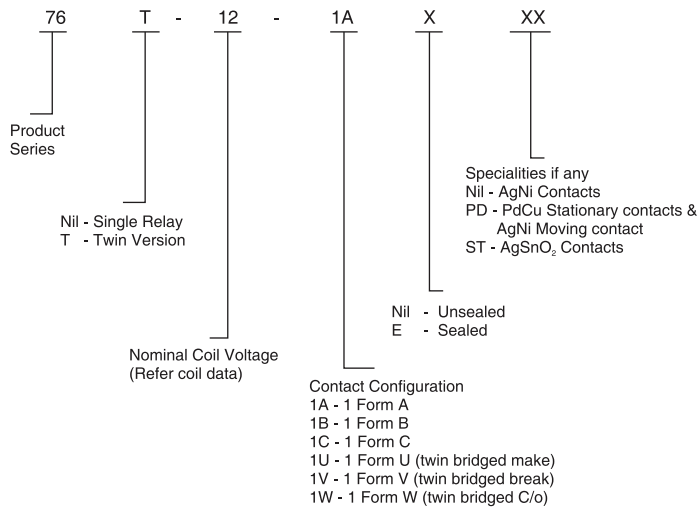 76 T - 12 - 1A X XX
Product
Series
Nil - Single Relay
T - Twin Version
Nominal Coil Voltage
(Refer coil data)
Contact Configuration
1A - 1 Form A
1B - 1 Form B
1C - 1 Form C
1U - 1 Form U (twin bridged make)
1V - 1 Form V (twin bridged break)
1W - 1 Form W (twin bridged C/o)
Nil - Unsealed
E - Sealed
Specialities if any
Nil - AgNi Contacts
PD - PdCu Stationary contacts &
AgNi Moving contact
ST - AgSnO₂ Contacts